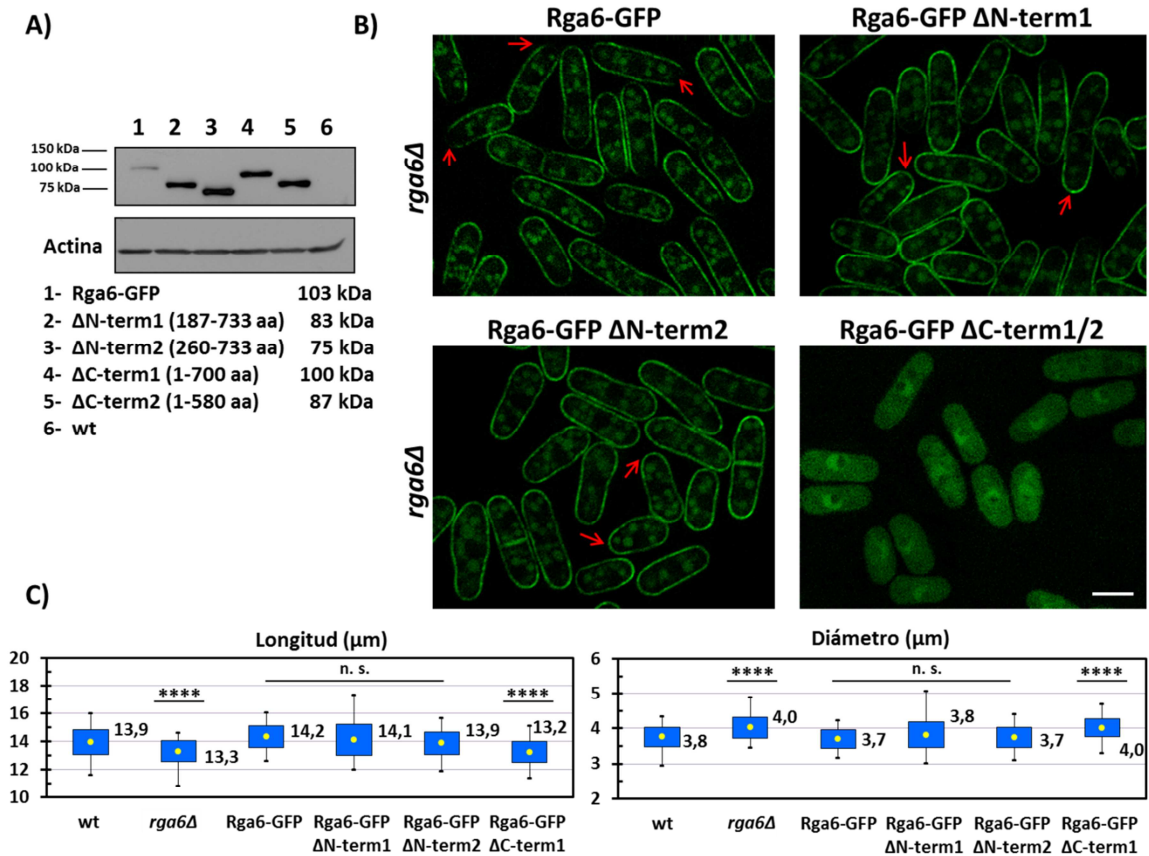 A)
1 2 3 4 5 6
150 kDa
100 kDa
75 kDa
Actina
1- Rga6-GFP 103 kDa
2- ΔN-term1 (187-733 aa) 83 kDa
3- ΔN-term2 (260-733 aa) 75 kDa
4- ΔC-term1 (1-700 aa) 100 kDa
5- ΔC-term2 (1-580 aa) 87 kDa
6- wt
B)
Rga6-GFP
Rga6-GFP ΔN-term1
rga6Δ
Rga6-GFP ΔN-term2
Rga6-GFP ΔC-term1/2
rga6Δ
C)
Longitud (µm)
20
18
16
14
12
10
****
n. s.
****
13,9
13,3
14,2
14,1
13,9
13,2
wt
rga6Δ
Rga6-GFP
Rga6-GFP
ΔN-term1
Rga6-GFP
ΔN-term2
Rga6-GFP
ΔC-term1
Diámetro (µm)
6
5
4
3
2
****
n. s.
****
3,8
4,0
3,7
3,8
3,7
4,0
wt
rga6Δ
Rga6-GFP
Rga6-GFP
ΔN-term1
Rga6-GFP
ΔN-term2
Rga6-GFP
ΔC-term1